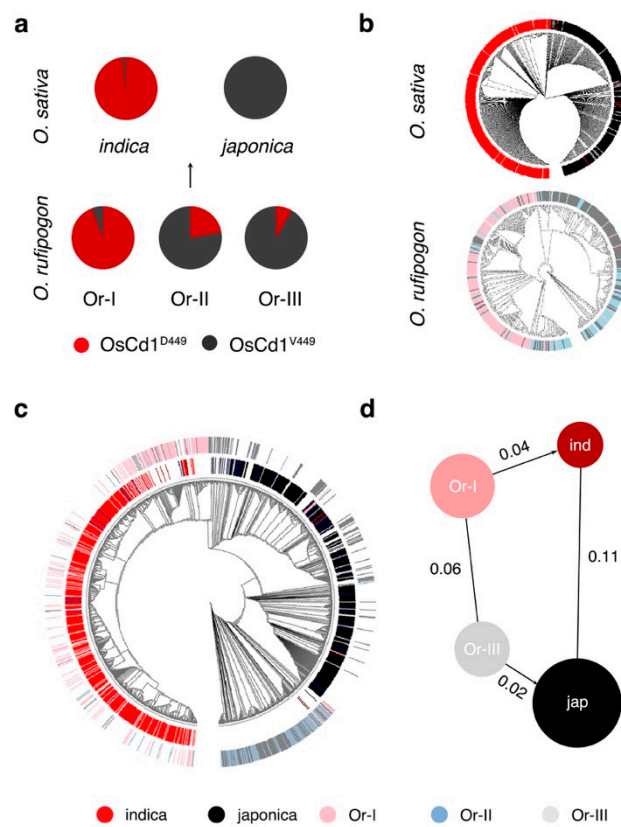 a
O. sativa
indica
japonica
O. rufipogon
Or-I
Or-II
Or-III
OsCd1D449
OsCd1V449
b
O. sativa
O. rufipogon
c
d
0.04
ind
Or-I
0.06
0.11
Or-III
0.02
jap
indica
japonica
Or-I
Or-II
Or-III